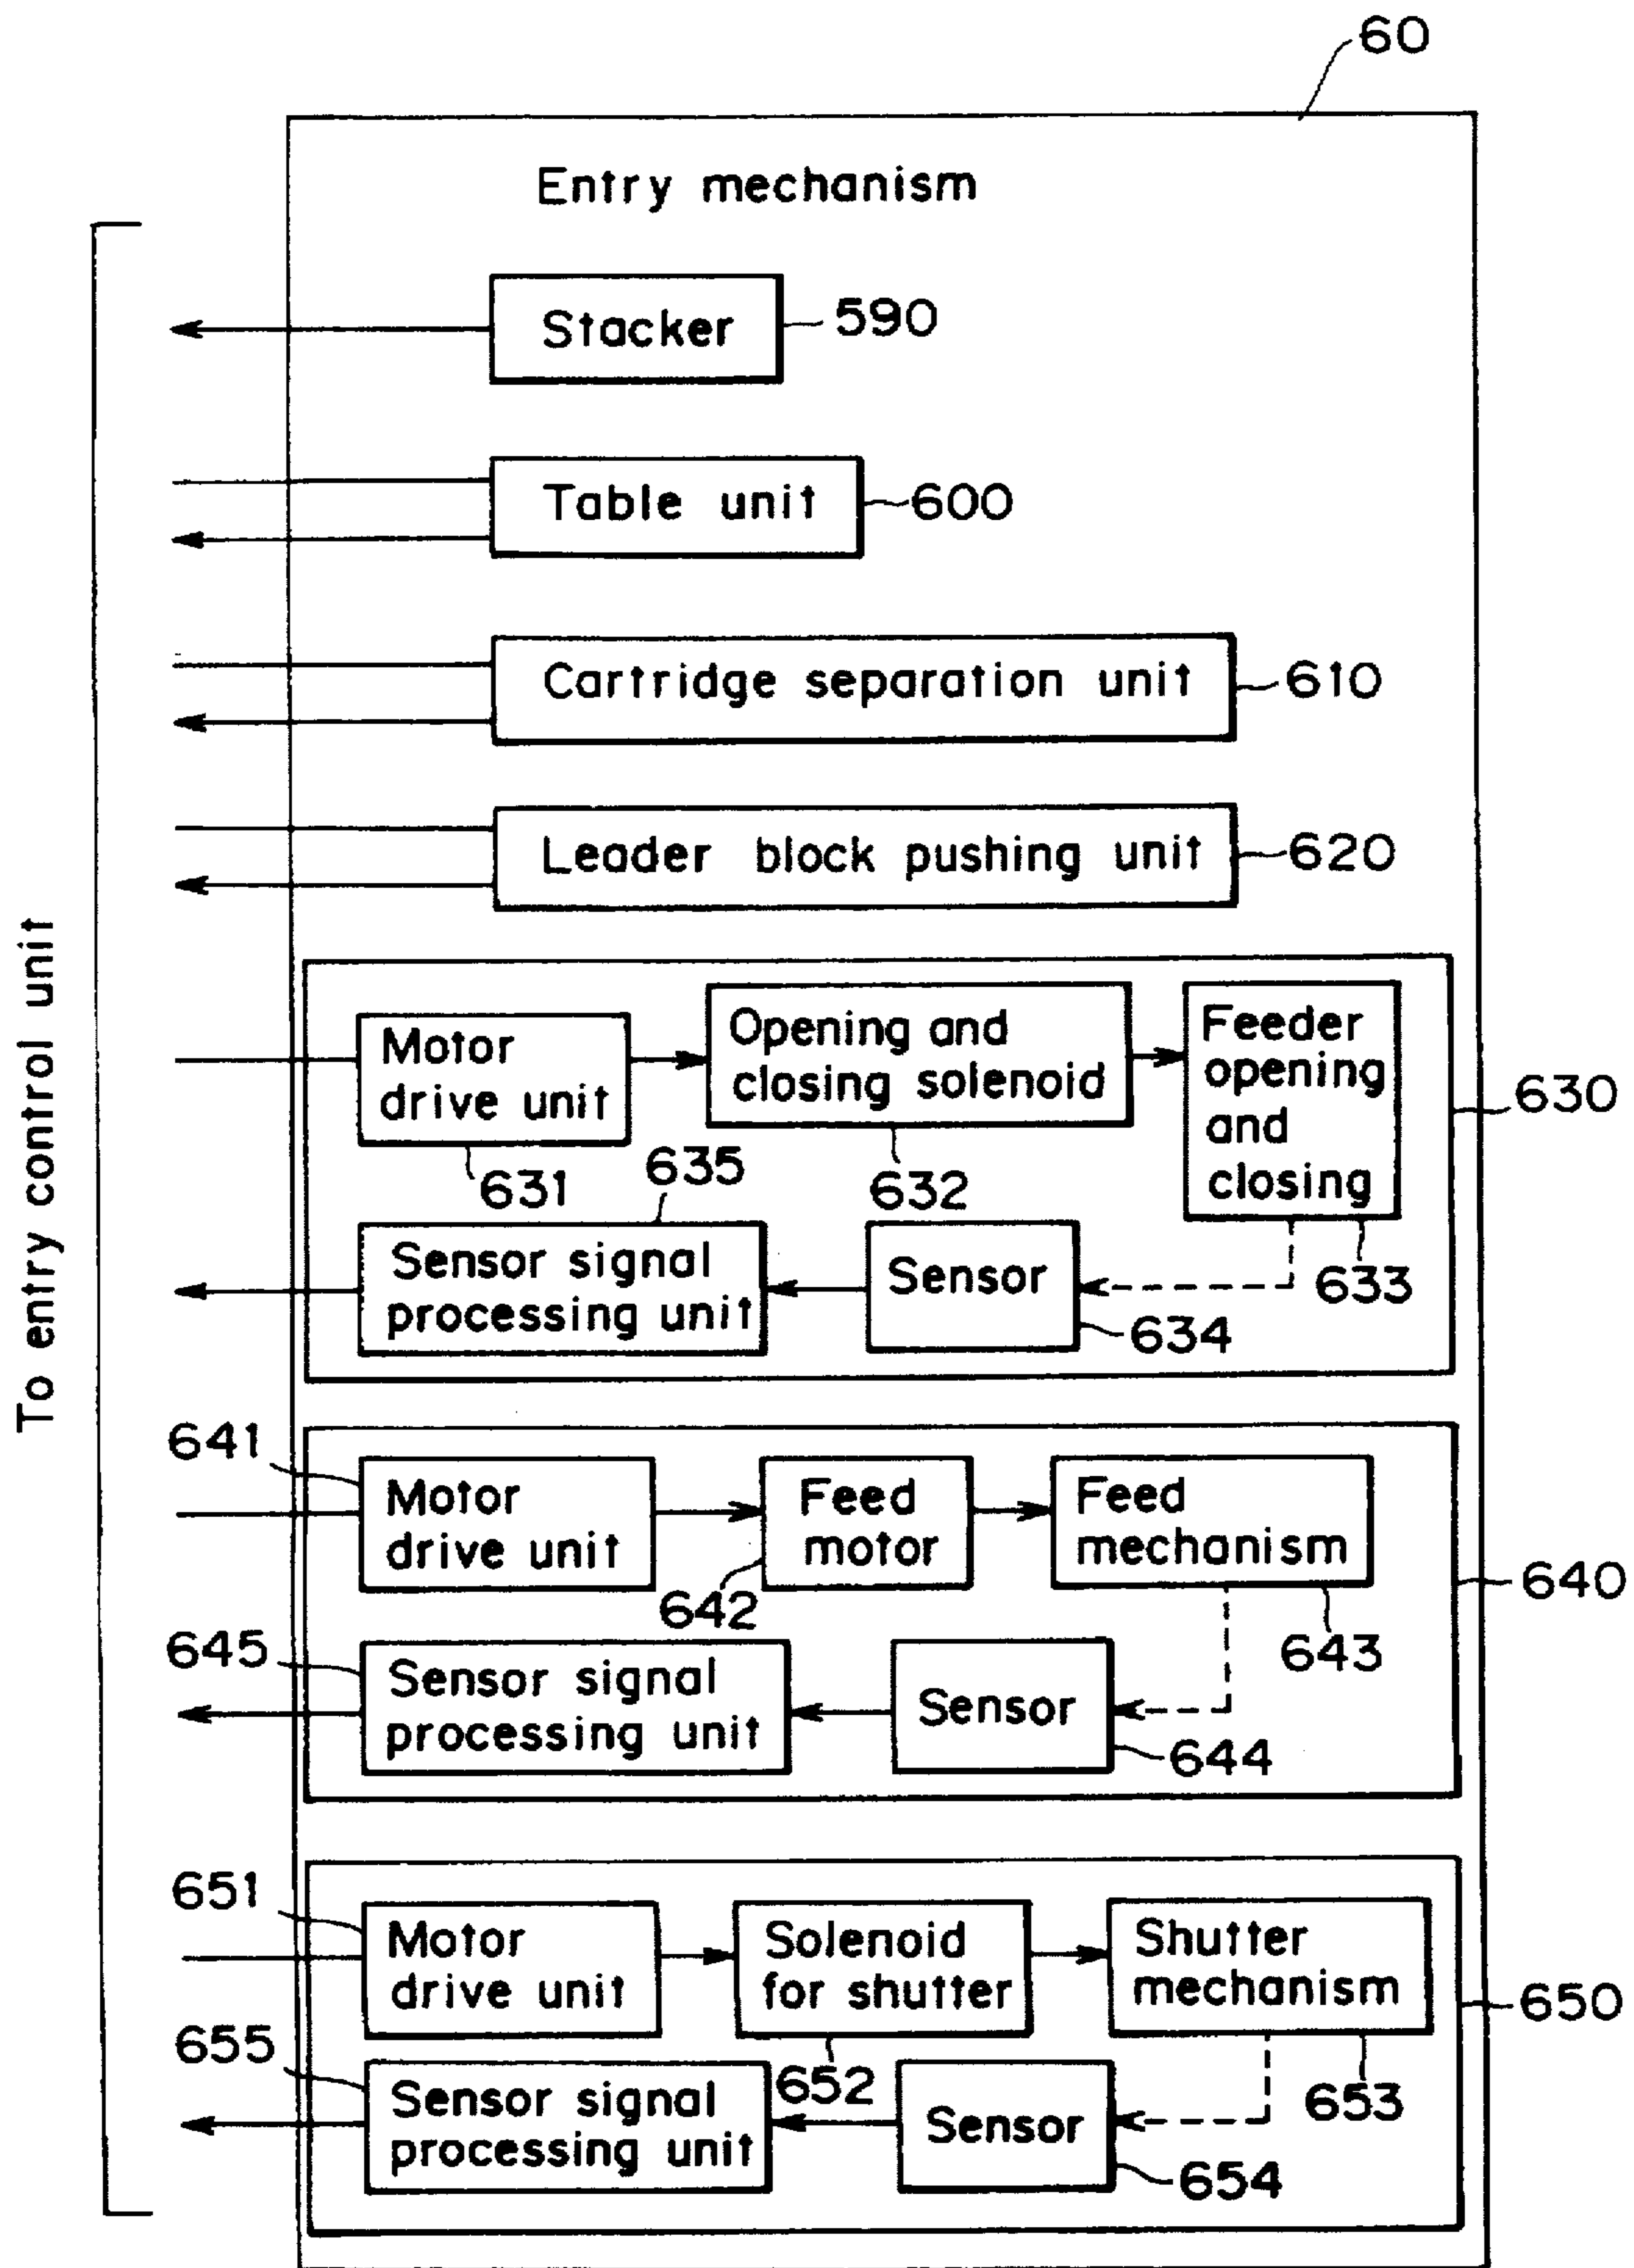 60
Entry mechanism
Stacker
590
Table unit
600
Cartridge separation unit
610
Leader block pushing unit
620
To entry control unit
Motor
drive unit
631
Opening and
closing solenoid
632
Feeder
opening
and
closing
633
630
635
Sensor signal
processing unit
Sensor
634
641
Motor
drive unit
Feed
motor
642
Feed
mechanism
643
640
645
Sensor signal
processing unit
Sensor
644
651
Motor
drive unit
Solenoid
for shutter
652
Shutter
mechanism
653
650
655
Sensor signal
processing unit
Sensor
654